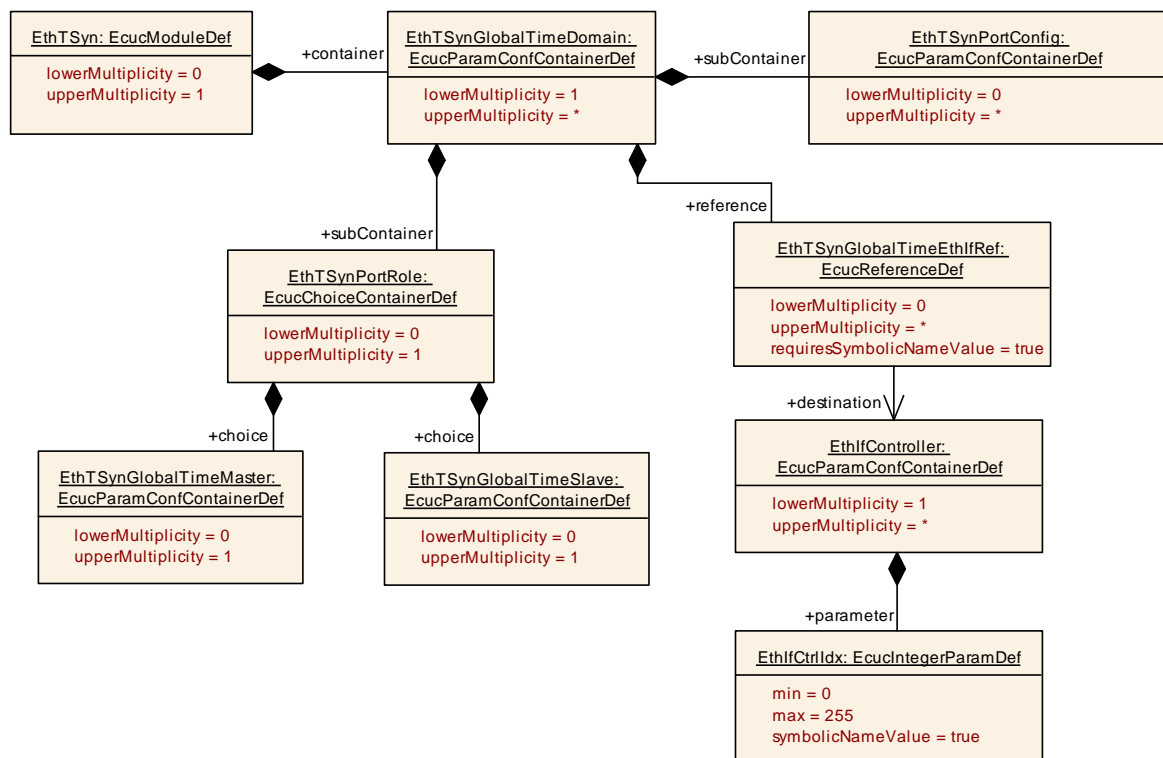 EthTSyn: EcucModuleDef
lowerMultiplicity = 0
upperMultiplicity = 1
+container
EthTSynGlobalTimeDomain:
EcucParamConfContainerDef
lowerMultiplicity = 1
upperMultiplicity = *
+subContainer
EthTSynPortConfig:
EcucParamConfContainerDef
lowerMultiplicity = 0
upperMultiplicity = *
+subContainer
+reference
EthTSynPortRole:
EcucChoiceContainerDef
lowerMultiplicity = 0
upperMultiplicity = 1
EthTSynGlobalTimeEthIfRef:
EcucReferenceDef
lowerMultiplicity = 0
upperMultiplicity = *
requiresSymbolicNameValue = true
+choice
+choice
+destination
EthTSynGlobalTimeMaster:
EcucParamConfContainerDef
lowerMultiplicity = 0
upperMultiplicity = 1
EthTSynGlobalTimeSlave:
EcucParamConfContainerDef
lowerMultiplicity = 0
upperMultiplicity = 1
EthIfController:
EcucParamConfContainerDef
lowerMultiplicity = 1
upperMultiplicity = *
+parameter
EthIfCtrlIdx: EcucIntegerParamDef
min = 0
max = 255
symbolicNameValue = true